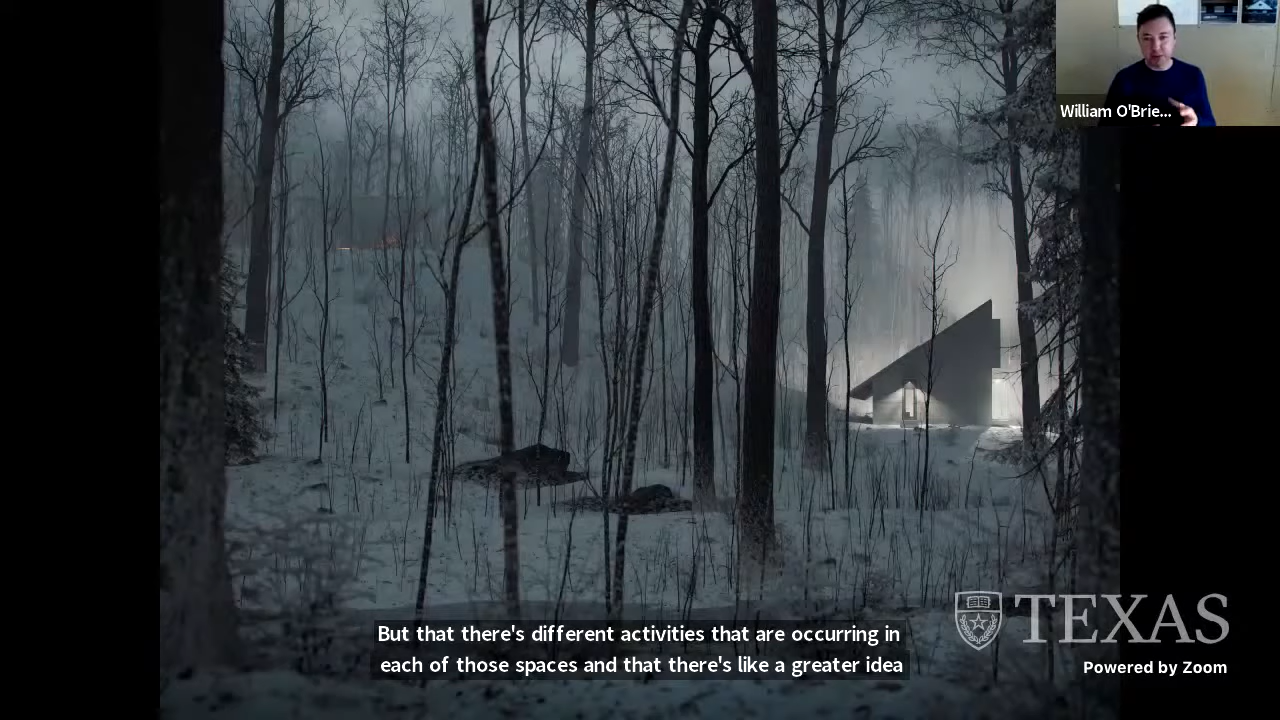 William O'Brie...
But that there's different activities that are occurring in
each of those spaces and that there's like a greater idea
TEXAS
Powered by Zoom